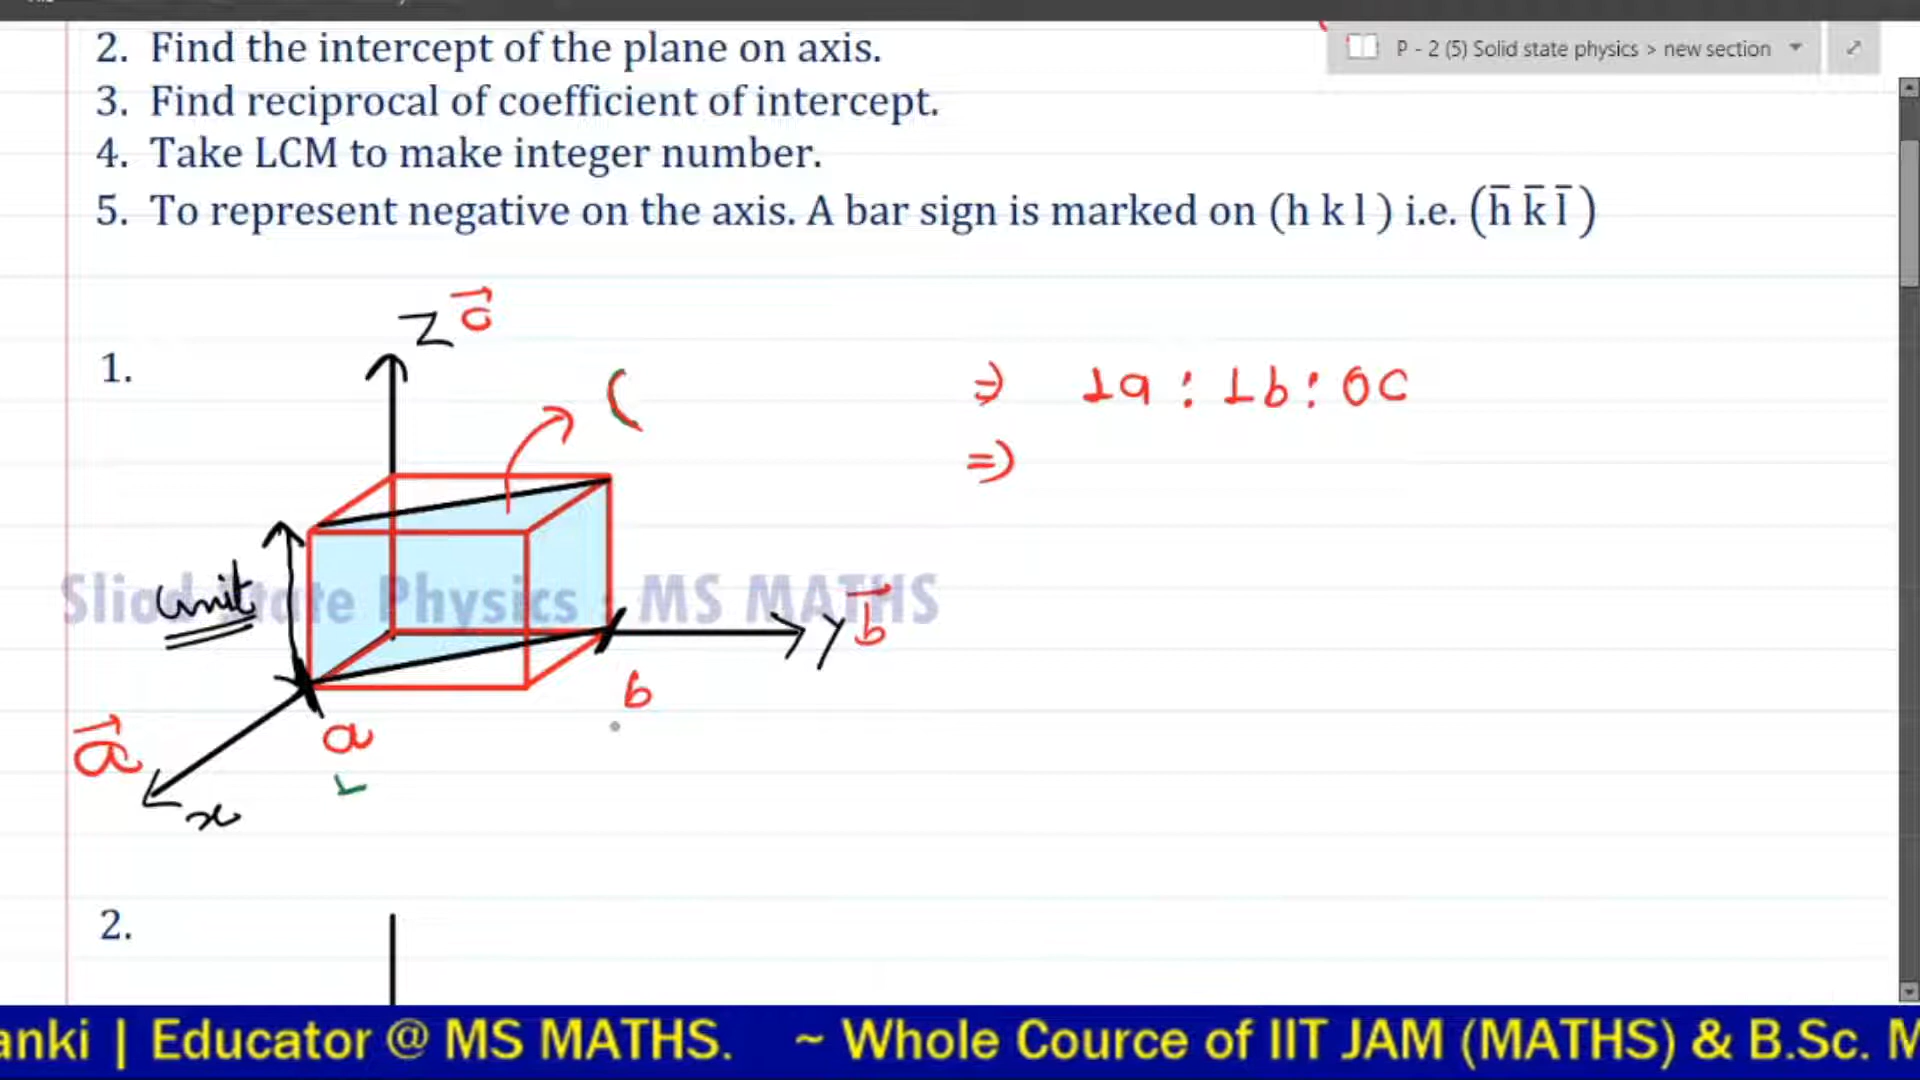 2. Find the intercept of the plane on axis.
P - 2 (5) Solid state physics > new section
3. Find reciprocal of coefficient of intercept.
4. Take LCM to make integer number.
5. To represent negative on the axis. A bar sign is marked on (h k l ) i.e. (h̄ k̄ l̄ )
1.
Z c⃗
(
⇒ 1a : 1b : 0c
⇒
unit
Sliad State Physics : MS MATHS
y b⃗
b
a
a⃗
x
2.
anki | Educator @ MS MATHS. ~ Whole Cource of IIT JAM (MATHS) & B.Sc. M